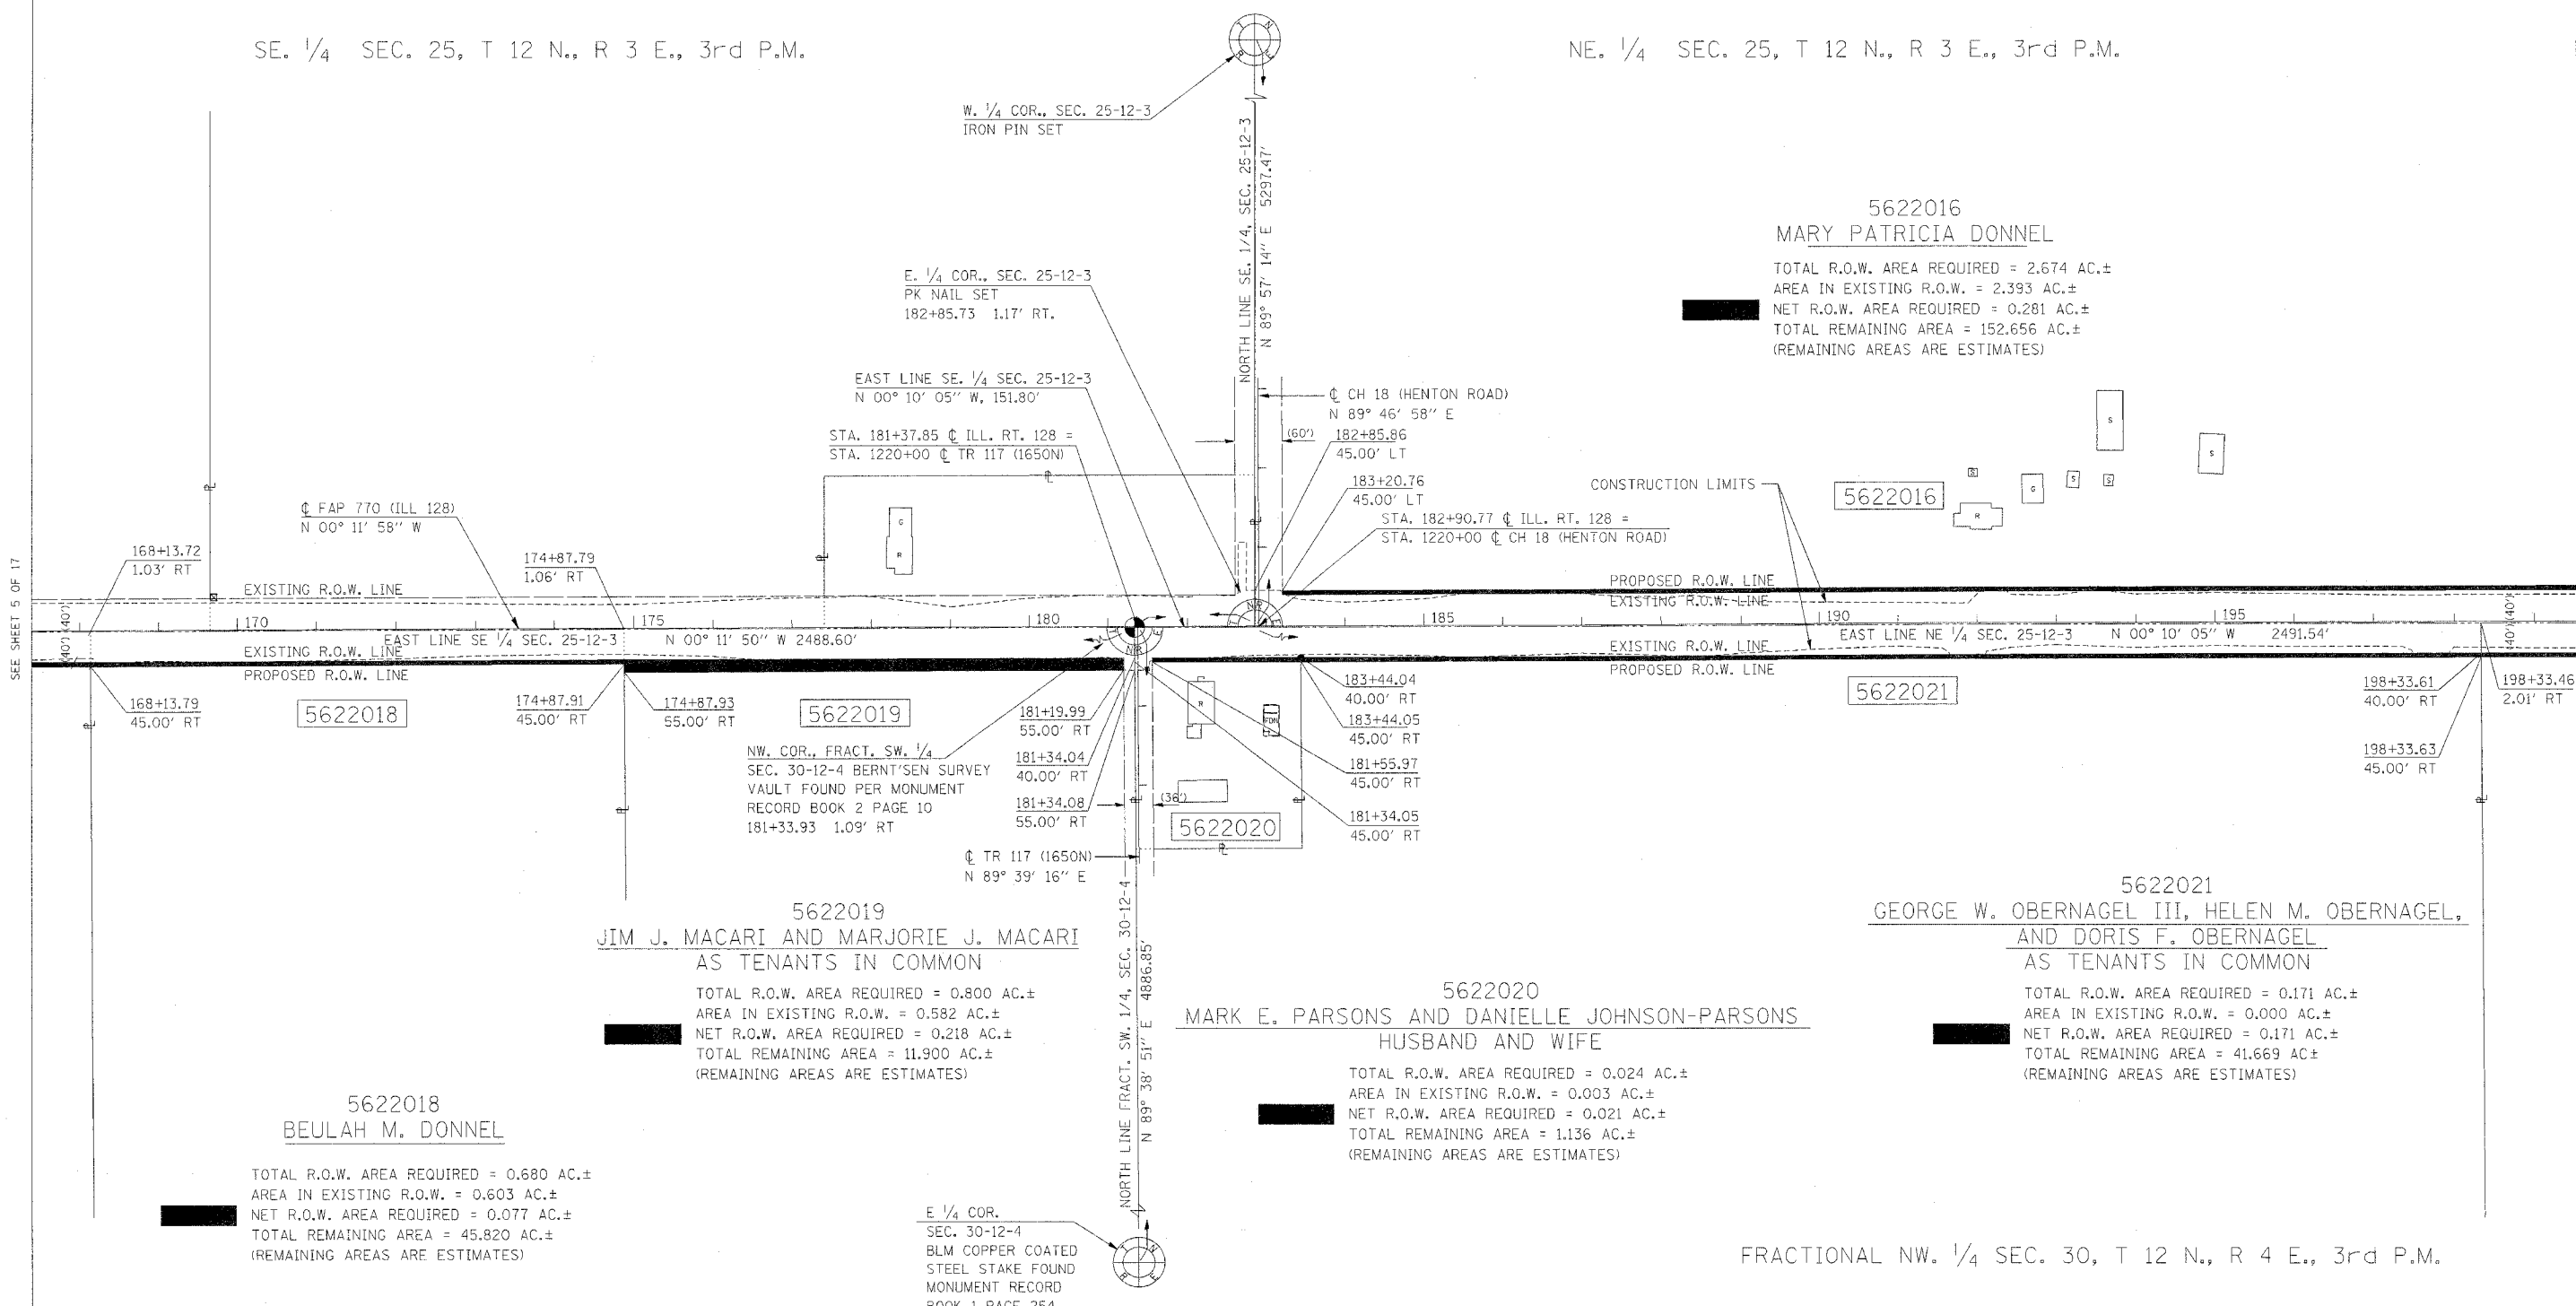 SE. 1/4 SEC. 25, T 12 N., R 3 E., 3rd P.M.
NE. 1/4 SEC. 25, T 12 N., R 3 E., 3rd P.M.
W. 1/4 COR., SEC. 25-12-3
IRON PIN SET
NORTH LINE SE. 1/4, SEC. 25-12-3
N 89° 57' 14" E 5297.47'
5622016
MARY PATRICIA DONNEL
TOTAL R.O.W. AREA REQUIRED = 2.674 AC.±
AREA IN EXISTING R.O.W. = 2.393 AC.±
NET R.O.W. AREA REQUIRED = 0.281 AC.±
TOTAL REMAINING AREA = 152.656 AC.±
(REMAINING AREAS ARE ESTIMATES)
E. 1/4 COR., SEC. 25-12-3
PK NAIL SET
182+85.73 1.17' RT.
EAST LINE SE. 1/4 SEC. 25-12-3
N 00° 10' 05" W, 151.80'
STA. 181+37.85 ℄ ILL. RT. 128 =
STA. 1220+00 ℄ TR 117 (1650N)
℄ CH 18 (HENTON ROAD)
N 89° 46' 58" E
(60')
182+85.86
45.00' LT
183+20.76
45.00' LT
STA. 182+90.77 ℄ ILL. RT. 128 =
STA. 1220+00 ℄ CH 18 (HENTON ROAD)
CONSTRUCTION LIMITS
5622016
S
S
S
G
S
S
R
G
R
℄ FAP 770 (ILL 128)
N 00° 11' 58" W
168+13.72
1.03' RT
174+87.79
1.06' RT
SEE SHEET 5 OF 17
EXISTING R.O.W. LINE
PROPOSED R.O.W. LINE
EXISTING R.O.W. LINE
(40') (40')
170
175
180
185
190
195
(40') (40')
EAST LINE SE 1/4 SEC. 25-12-3 N 00° 11' 50" W 2488.60'
EAST LINE NE 1/4 SEC. 25-12-3 N 00° 10' 05" W 2491.54'
EXISTING R.O.W. LINE
PROPOSED R.O.W. LINE
EXISTING R.O.W. LINE
PROPOSED R.O.W. LINE
168+13.79
45.00' RT
5622018
174+87.91
45.00' RT
174+87.93
55.00' RT
5622019
181+19.99
55.00' RT
181+34.04
40.00' RT
181+34.08
55.00' RT
NW. COR., FRACT. SW. 1/4
SEC. 30-12-4 BERNT'SEN SURVEY
VAULT FOUND PER MONUMENT
RECORD BOOK 2 PAGE 10
181+33.93 1.09' RT
R
FDN
(36')
5622020
183+44.04
40.00' RT
183+44.05
45.00' RT
181+55.97
45.00' RT
181+34.05
45.00' RT
5622021
198+33.61
40.00' RT
198+33.63
45.00' RT
198+33.46
2.01' RT
℄ TR 117 (1650N)
N 89° 39' 16" E
NORTH LINE FRACT. SW. 1/4, SEC. 30-12-4
N 89° 38' 51" E 4886.85'
5622019
JIM J. MACARI AND MARJORIE J. MACARI
AS TENANTS IN COMMON
TOTAL R.O.W. AREA REQUIRED = 0.800 AC.±
AREA IN EXISTING R.O.W. = 0.582 AC.±
NET R.O.W. AREA REQUIRED = 0.218 AC.±
TOTAL REMAINING AREA = 11.900 AC.±
(REMAINING AREAS ARE ESTIMATES)
5622021
GEORGE W. OBERNAGEL III, HELEN M. OBERNAGEL,
AND DORIS F. OBERNAGEL
AS TENANTS IN COMMON
TOTAL R.O.W. AREA REQUIRED = 0.171 AC.±
AREA IN EXISTING R.O.W. = 0.000 AC.±
NET R.O.W. AREA REQUIRED = 0.171 AC.±
TOTAL REMAINING AREA = 41.669 AC±
(REMAINING AREAS ARE ESTIMATES)
5622020
MARK E. PARSONS AND DANIELLE JOHNSON-PARSONS
HUSBAND AND WIFE
TOTAL R.O.W. AREA REQUIRED = 0.024 AC.±
AREA IN EXISTING R.O.W. = 0.003 AC.±
NET R.O.W. AREA REQUIRED = 0.021 AC.±
TOTAL REMAINING AREA = 1.136 AC.±
(REMAINING AREAS ARE ESTIMATES)
5622018
BEULAH M. DONNEL
TOTAL R.O.W. AREA REQUIRED = 0.680 AC.±
AREA IN EXISTING R.O.W. = 0.603 AC.±
NET R.O.W. AREA REQUIRED = 0.077 AC.±
TOTAL REMAINING AREA = 45.820 AC.±
(REMAINING AREAS ARE ESTIMATES)
E 1/4 COR.
SEC. 30-12-4
BLM COPPER COATED
STEEL STAKE FOUND
MONUMENT RECORD
BOOK 1 PAGE 254
FRACTIONAL NW. 1/4 SEC. 30, T 12 N., R 4 E., 3rd P.M.